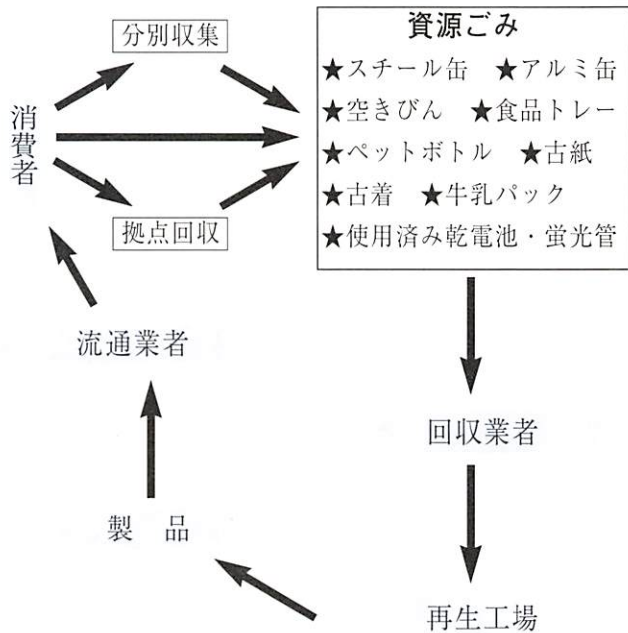 分別収集
消費者
拠点回収
資源ごみ
★スチール缶 ★アルミ缶
★空きびん ★食品トレー
★ペットボトル ★古紙
★古着 ★牛乳パック
★使用済み乾電池・蛍光管
流通業者
回収業者
製 品
再生工場